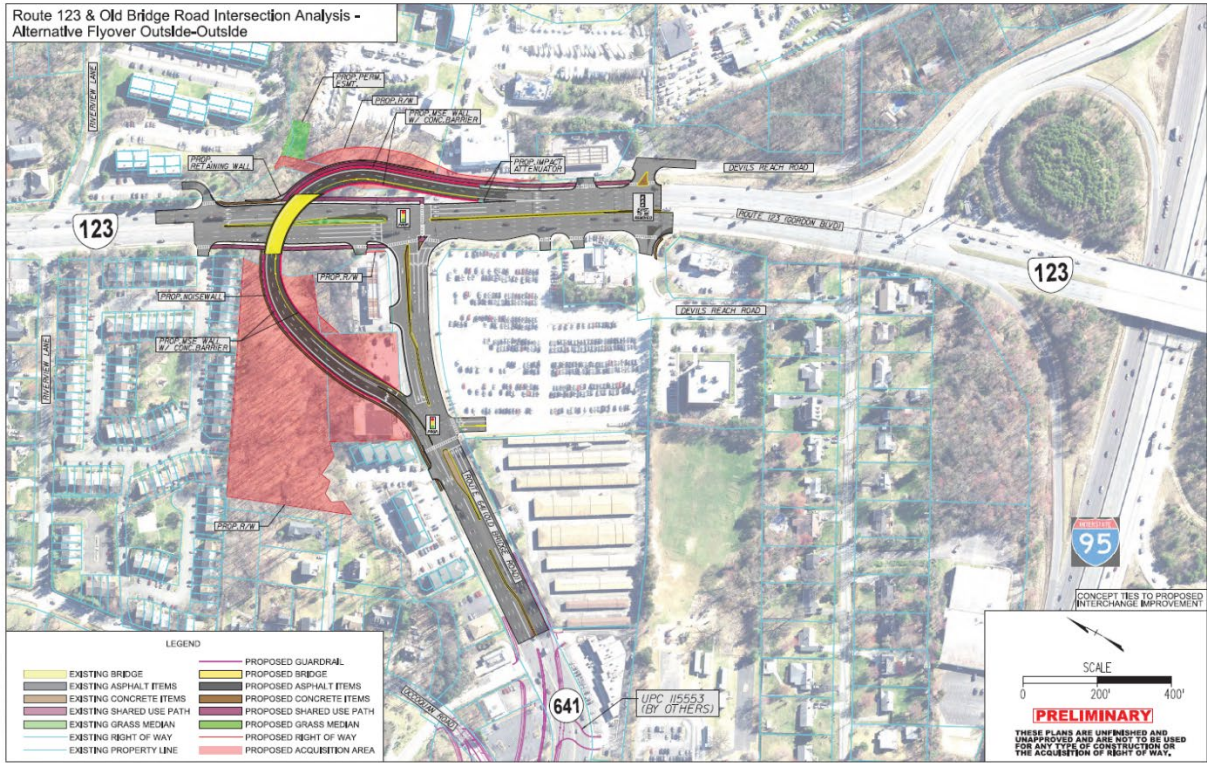 Route 123 & Old Bridge Road Intersection Analysis -
Alternative Flyover Outside-Outside
RIVERVIEW LANE
PROP. PERM.
ESMT.
PROP. R/W
PROP. MSE WALL
W/ CONC. BARRIER
PROP.
RETAINING WALL
PROP. IMPACT
ATTENUATOR
DEVILS REACH ROAD
123
ROUTE 123 (GORDON BLVD)
123
PROP. R/W
PROP. NOISEWALL
DEVILS REACH ROAD
PROP. MSE WALL
W/ CONC. BARRIER
RIVERVIEW LANE
PROP. R/W
ROUTE 641 (OLD BRIDGE ROAD)
INTERSTATE
95
CONCEPT TIES TO PROPOSED
INTERCHANGE IMPROVEMENT
641
UPC 115553
(BY OTHERS)
LEGEND
EXISTING BRIDGE
EXISTING ASPHALT ITEMS
EXISTING CONCRETE ITEMS
EXISTING SHARED USE PATH
EXISTING GRASS MEDIAN
EXISTING RIGHT OF WAY
EXISTING PROPERTY LINE
PROPOSED GUARDRAIL
PROPOSED BRIDGE
PROPOSED ASPHALT ITEMS
PROPOSED CONCRETE ITEMS
PROPOSED SHARED USE PATH
PROPOSED GRASS MEDIAN
PROPOSED RIGHT OF WAY
PROPOSED ACQUISITION AREA
SCALE
0 200' 400'
PRELIMINARY
THESE PLANS ARE UNFINISHED AND
UNAPPROVED AND ARE NOT TO BE USED
FOR ANY TYPE OF CONSTRUCTION OR
THE ACQUISITION OF RIGHT OF WAY.